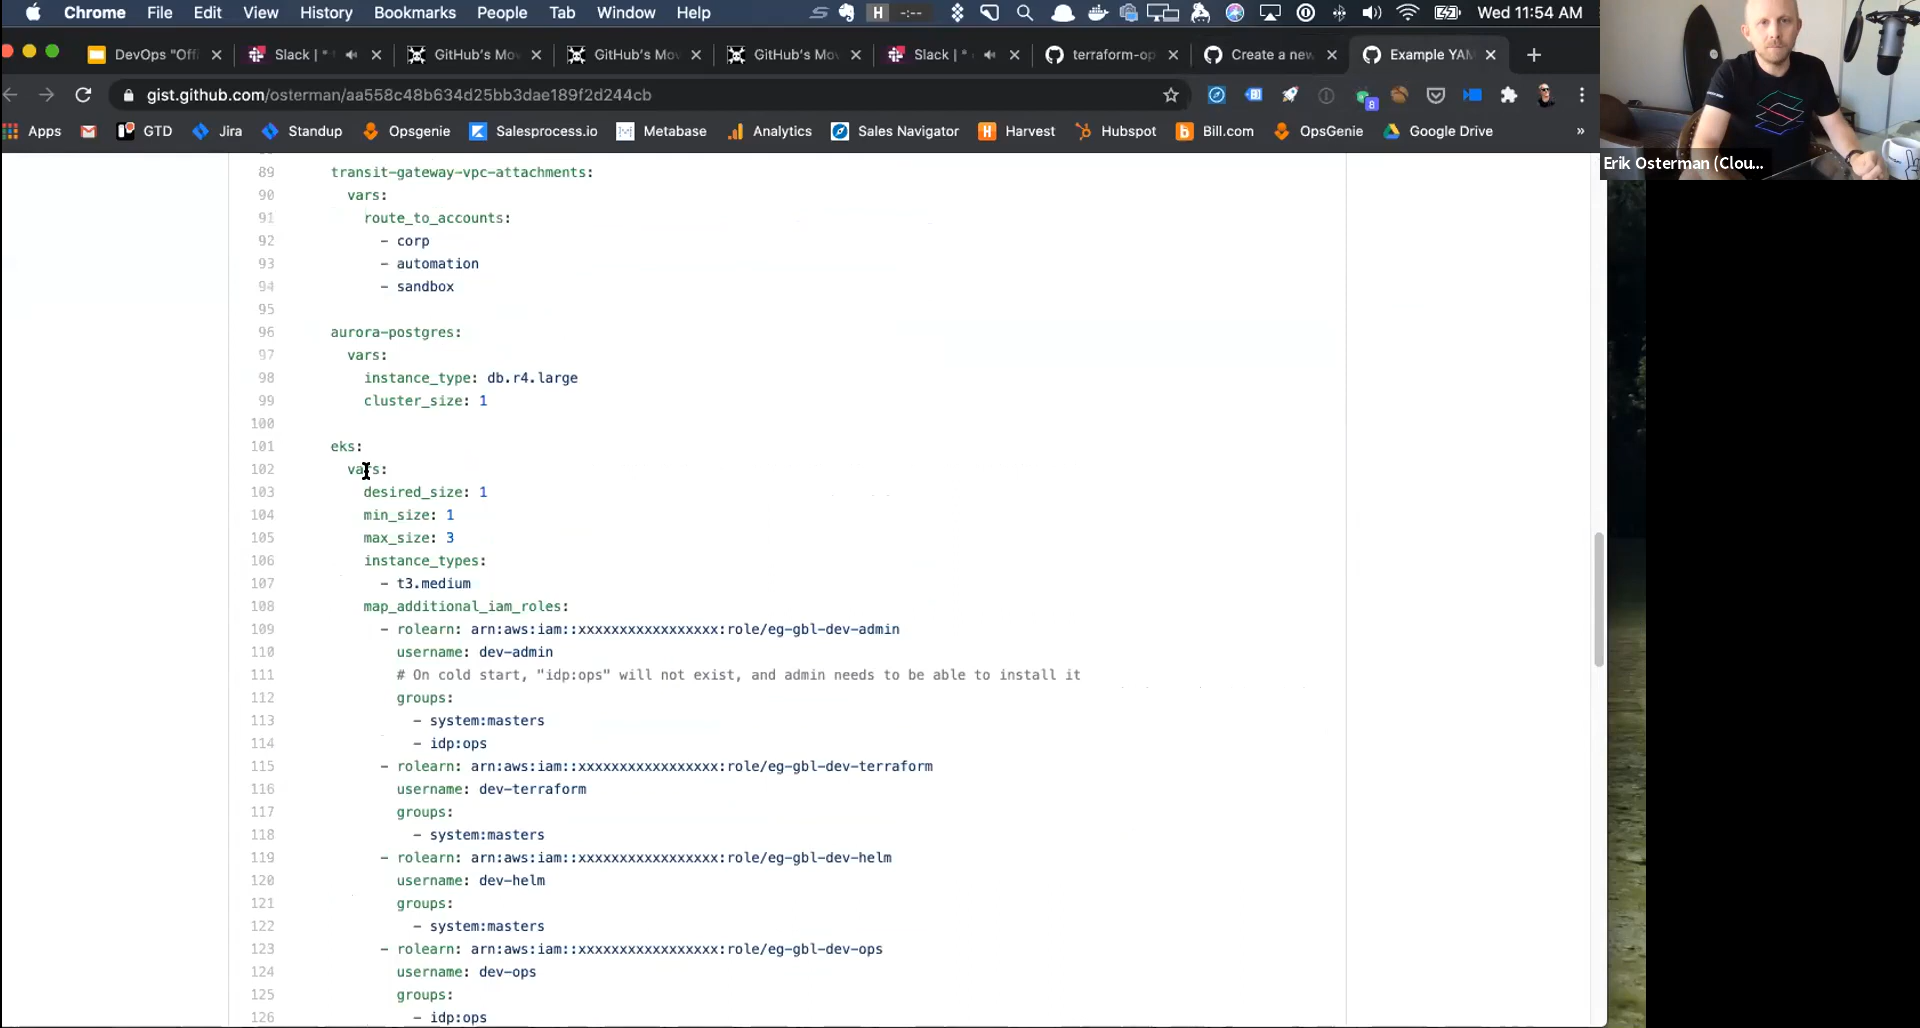 Chrome File Edit View History Bookmarks People Tab Window Help H -:-- Wed 11:54 AM
DevOps "Offi Slack | * GitHub's Mov GitHub's Mov GitHub's Mov Slack | * terraform-op Create a new Example YAM
gist.github.com/osterman/aa558c48b634d25bb3dae189f2d244cb 8
Apps GTD Jira Standup Opsgenie Salesprocess.io Metabase Analytics Sales Navigator Harvest Hubspot Bill.com OpsGenie Google Drive »
Erik Osterman (Clou...
89 transit-gateway-vpc-attachments:
90 vars:
91 route_to_accounts:
92 - corp
93 - automation
94 - sandbox
95
96 aurora-postgres:
97 vars:
98 instance_type: db.r4.large
99 cluster_size: 1
100
101 eks:
102 vars:
103 desired_size: 1
104 min_size: 1
105 max_size: 3
106 instance_types:
107 - t3.medium
108 map_additional_iam_roles:
109 - rolearn: arn:aws:iam::xxxxxxxxxxxxxxxxx:role/eg-gbl-dev-admin
110 username: dev-admin
111 # On cold start, "idp:ops" will not exist, and admin needs to be able to install it
112 groups:
113 - system:masters
114 - idp:ops
115 - rolearn: arn:aws:iam::xxxxxxxxxxxxxxxxx:role/eg-gbl-dev-terraform
116 username: dev-terraform
117 groups:
118 - system:masters
119 - rolearn: arn:aws:iam::xxxxxxxxxxxxxxxxx:role/eg-gbl-dev-helm
120 username: dev-helm
121 groups:
122 - system:masters
123 - rolearn: arn:aws:iam::xxxxxxxxxxxxxxxxx:role/eg-gbl-dev-ops
124 username: dev-ops
125 groups:
126 - idp:ops